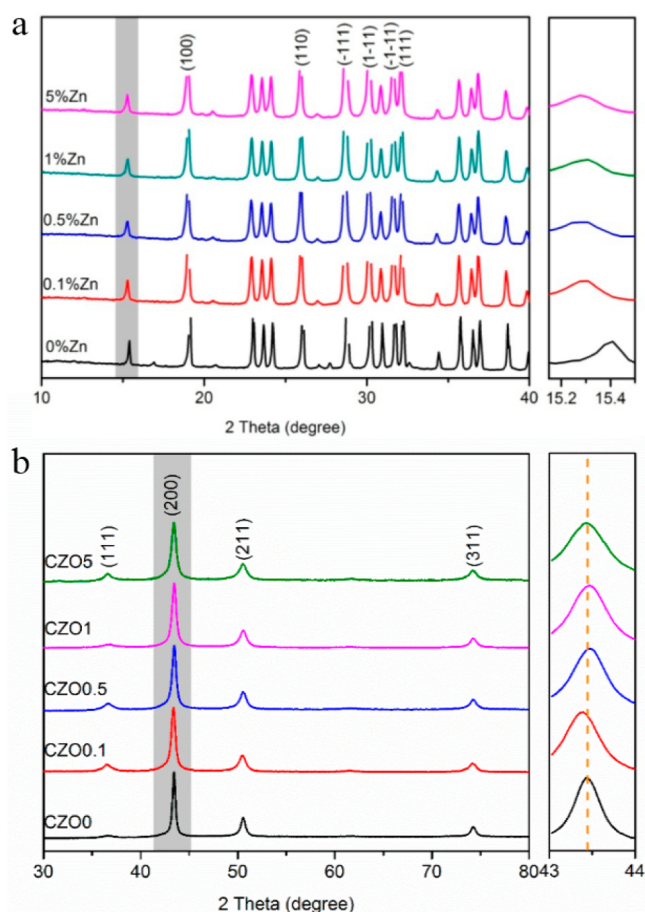 a
(100)
(110)
(-111)
(1-11)
(-1-11)
(111)
5%Zn
1%Zn
0.5%Zn
0.1%Zn
0%Zn
10 20 30 40 15.2 15.4
2 Theta (degree)
b
(111)
(200)
(211)
(311)
CZO5
CZO1
CZO0.5
CZO0.1
CZO0
30 40 50 60 70 80 43 44
2 Theta (degree)